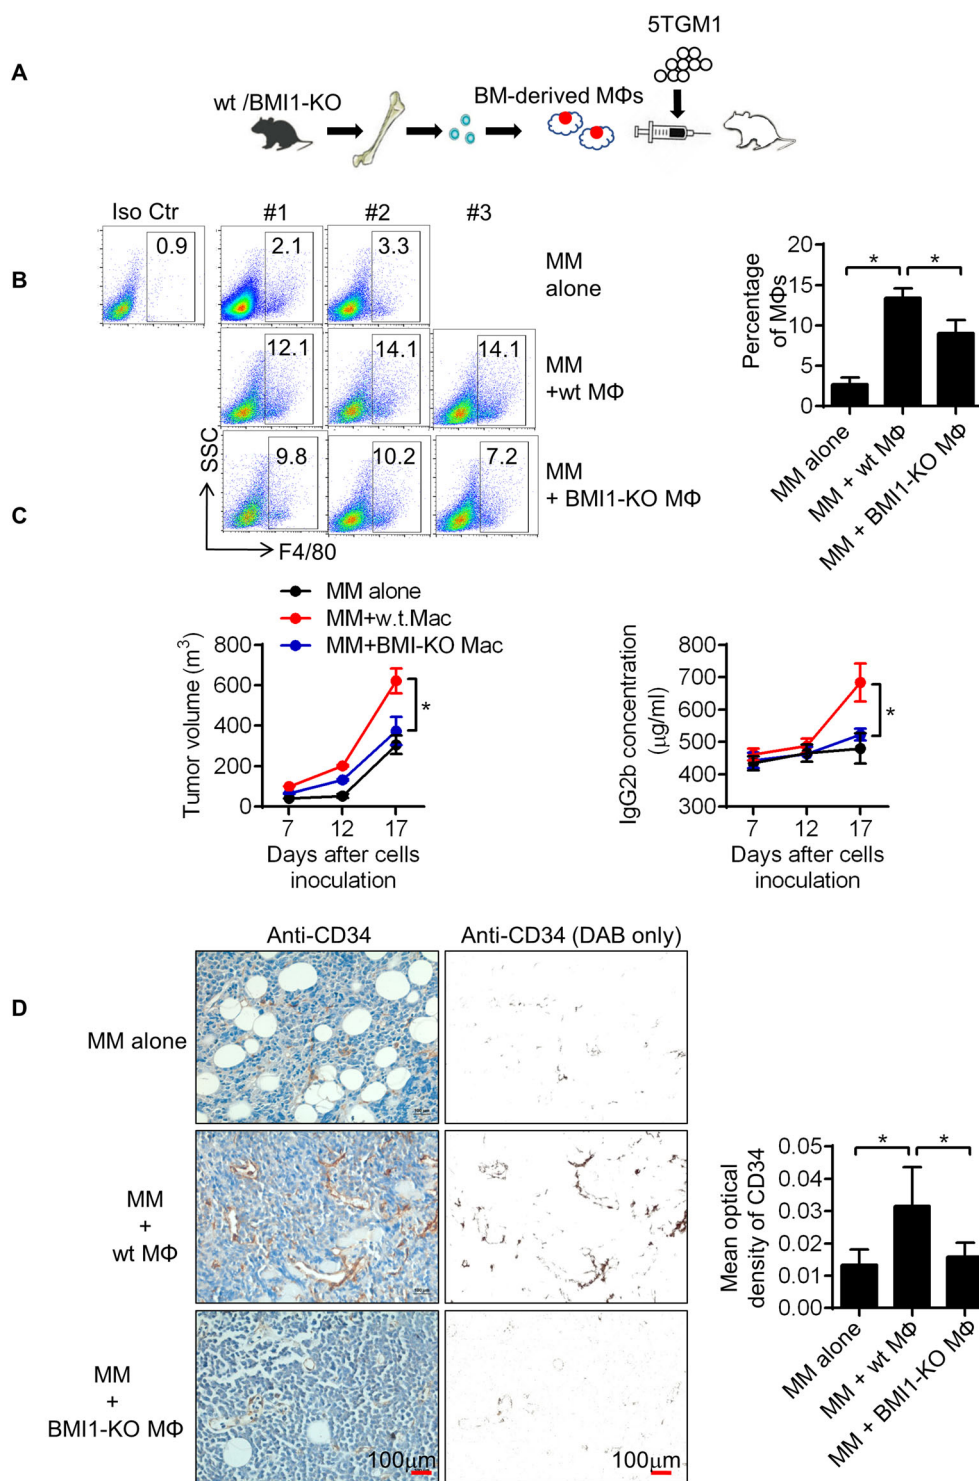 5TGM1
A
wt /BMI1-KO
BM-derived MΦs
Iso Ctr
#1
#2
#3
B
0.9
2.1
3.3
MM
alone
12.1
14.1
14.1
MM
+wt MΦ
9.8
10.2
7.2
MM
+ BMI1-KO MΦ
SSC
F4/80
Percentage
of MΦs
20
15
10
5
0
*
*
MM alone
MM + wt MΦ
MM + BMI1-KO MΦ
C
MM alone
MM+w.t.Mac
MM+BMI-KO Mac
Tumor volume (m³)
800
600
400
200
0
*
7
12
17
Days after cells
inoculation
IgG2b concentration
(μg/ml)
800
700
600
500
400
300
*
7
12
17
Days after cells
inoculation
D
Anti-CD34
Anti-CD34 (DAB only)
MM alone
MM
+
wt MΦ
MM
+
BMI1-KO MΦ
100μm
100μm
Mean optical
density of CD34
0.05
0.04
0.03
0.02
0.01
0.00
*
*
MM alone
MM + wt MΦ
MM + BMI1-KO MΦ